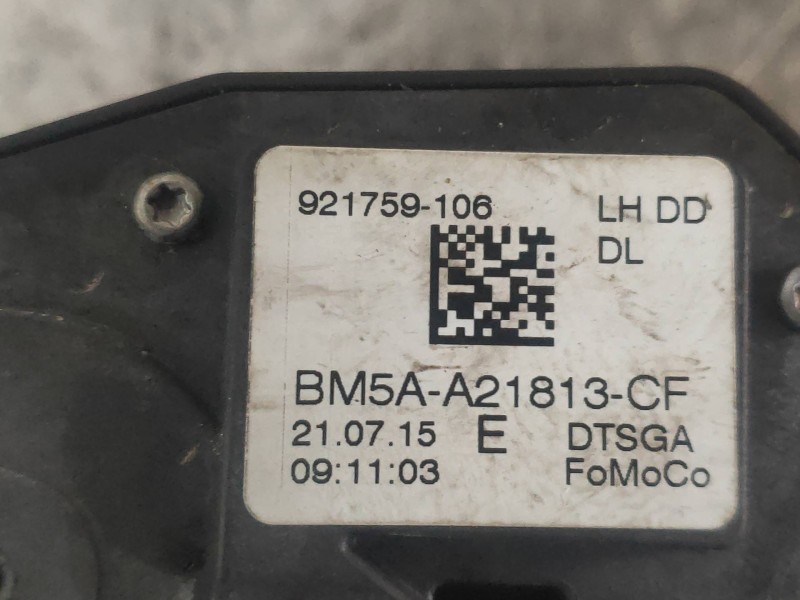 921759-106 LH DD
DL
BM5A-A21813-CF
21.07.15 E DTSGA
09:11:03 FoMoCo